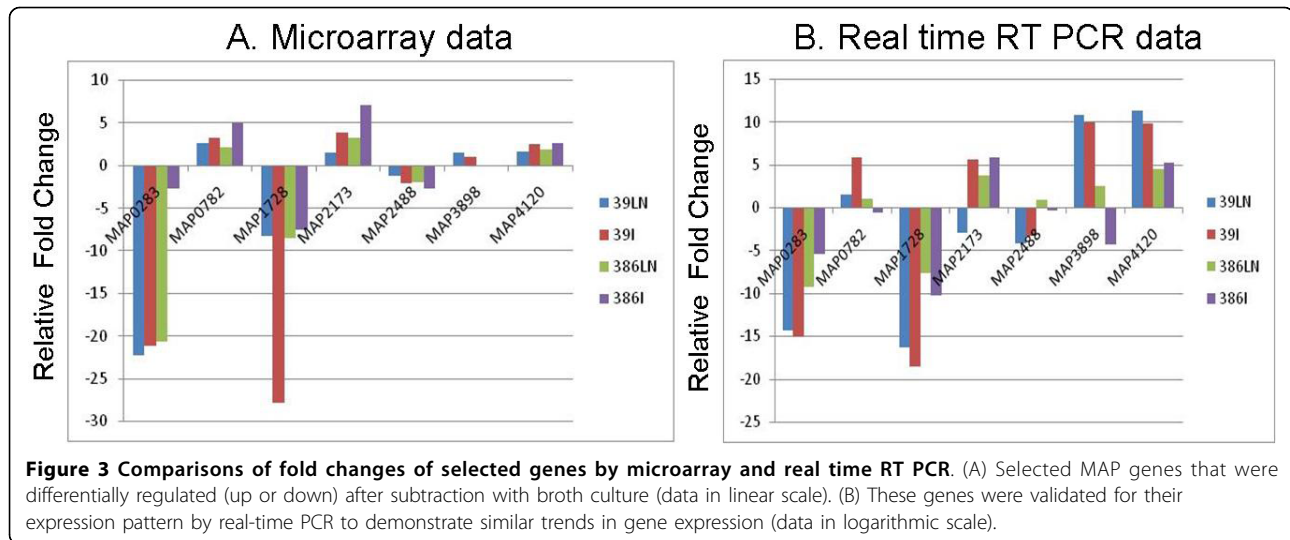 A. Microarray data
Relative Fold Change
10
5
0
-5
-10
-15
-20
-25
-30
MAP0283
MAP0782
MAP1728
MAP2173
MAP2488
MAP3898
MAP4120
39LN
39I
386LN
386I
B. Real time RT PCR data
Relative Fold Change
15
10
5
0
-5
-10
-15
-20
-25
MAP0283
MAP0782
MAP1728
MAP2173
MAP2488
MAP3898
MAP4120
39LN
39I
386LN
386I
Figure 3 Comparisons of fold changes of selected genes by microarray and real time RT PCR. (A) Selected MAP genes that were
differentially regulated (up or down) after subtraction with broth culture (data in linear scale). (B) These genes were validated for their
expression pattern by real-time PCR to demonstrate similar trends in gene expression (data in logarithmic scale).